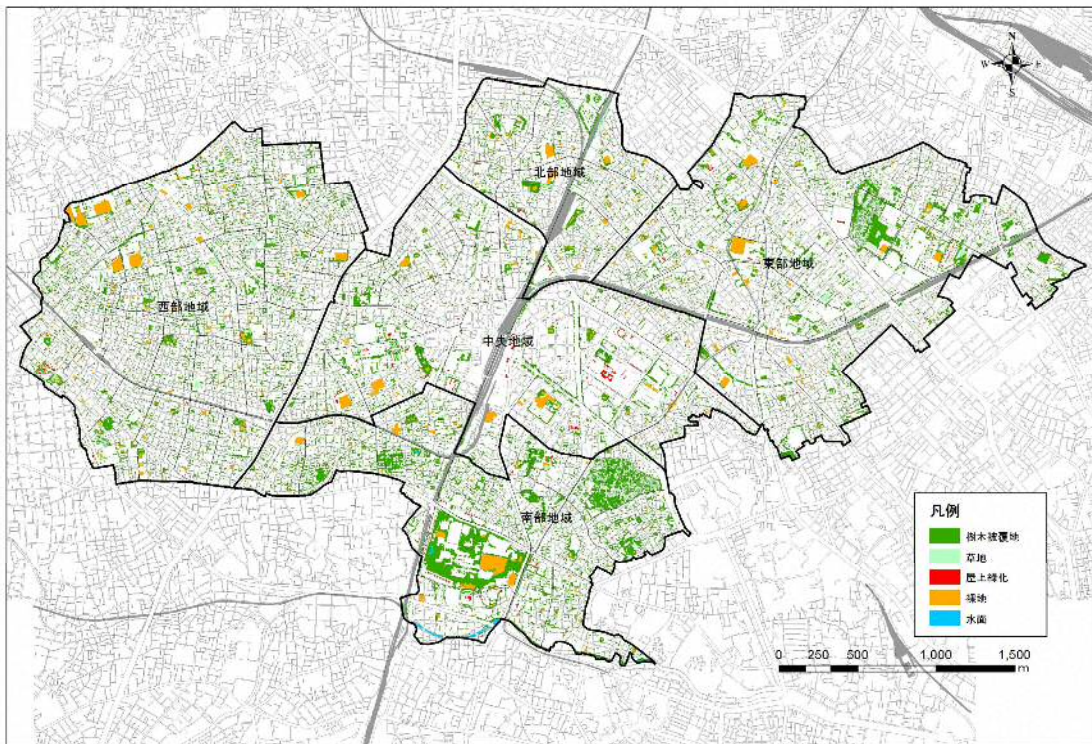 N
W E
S
北部地域
東部地域
西部地域
中央地域
南部地域
凡例
樹木被覆地
草地
屋上緑化
裸地
水面
0 250 500 1,000 1,500
m